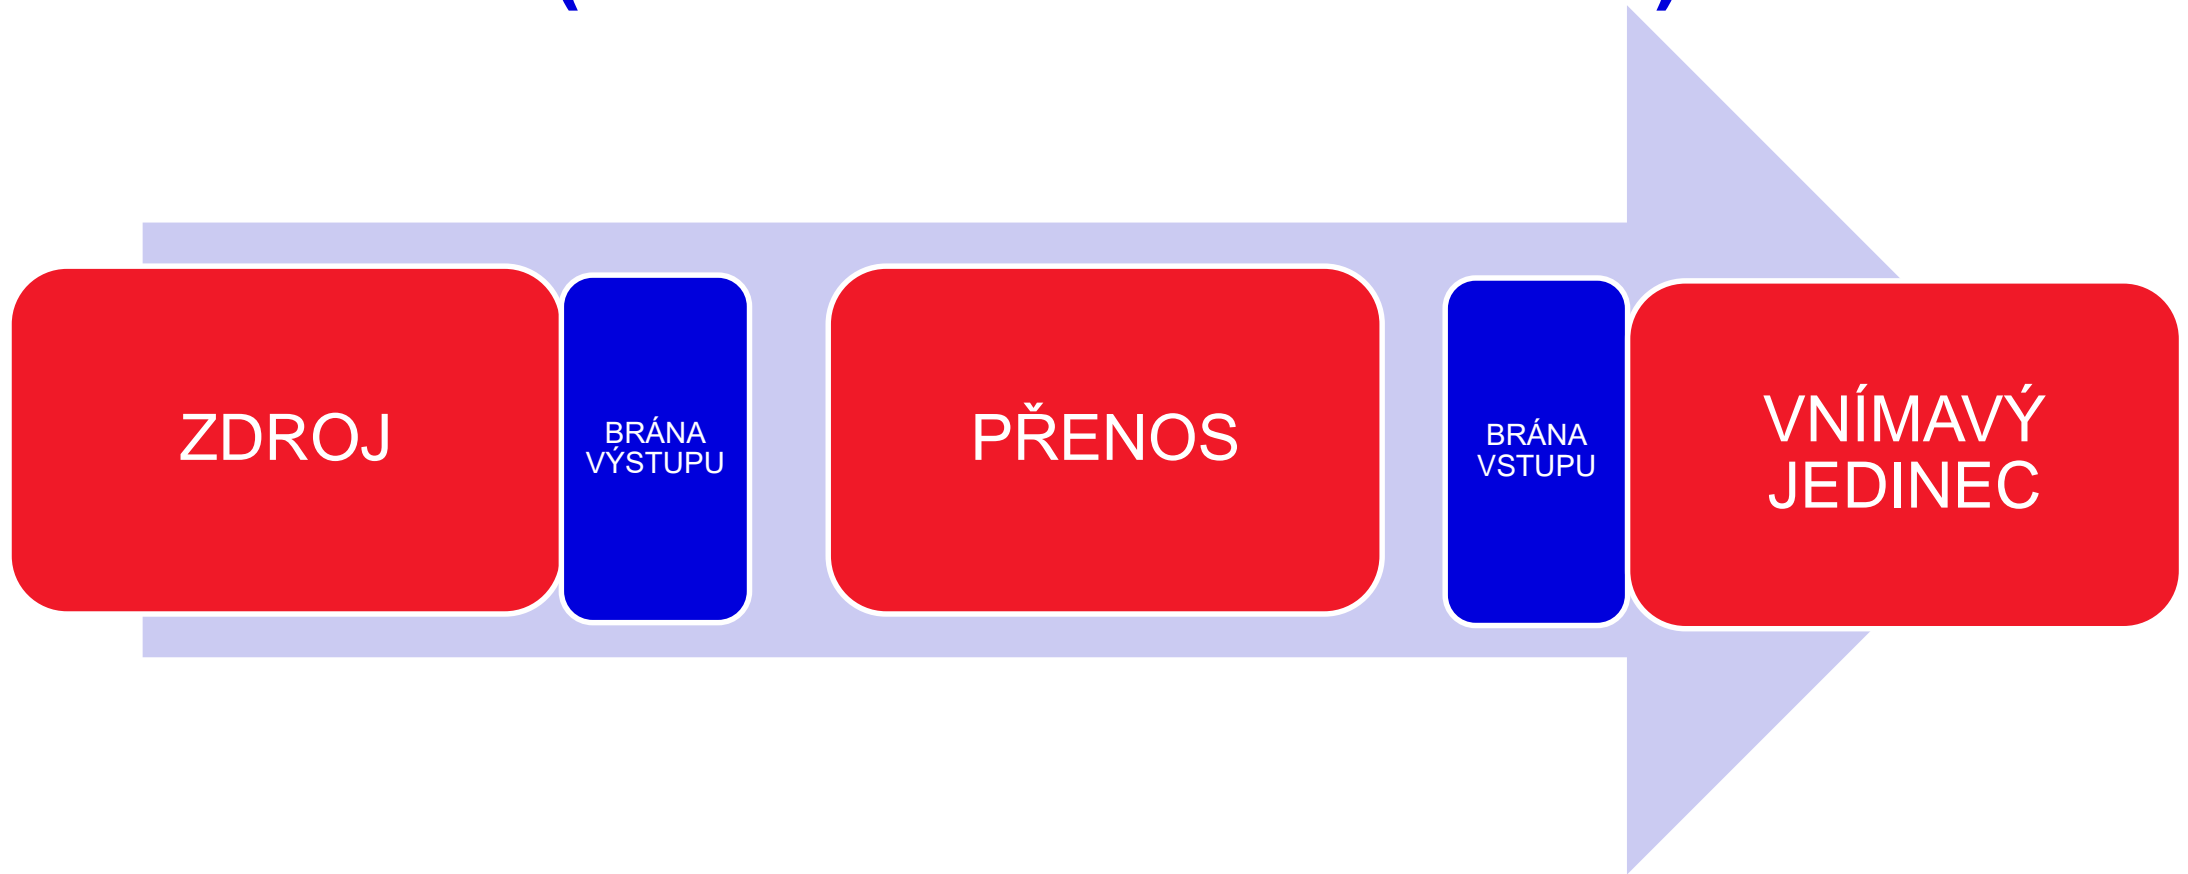 ZDROJ
BRÁNA
VÝSTUPU
PŘENOS
BRÁNA
VSTUPU
VNÍMAVÝ
JEDINEC